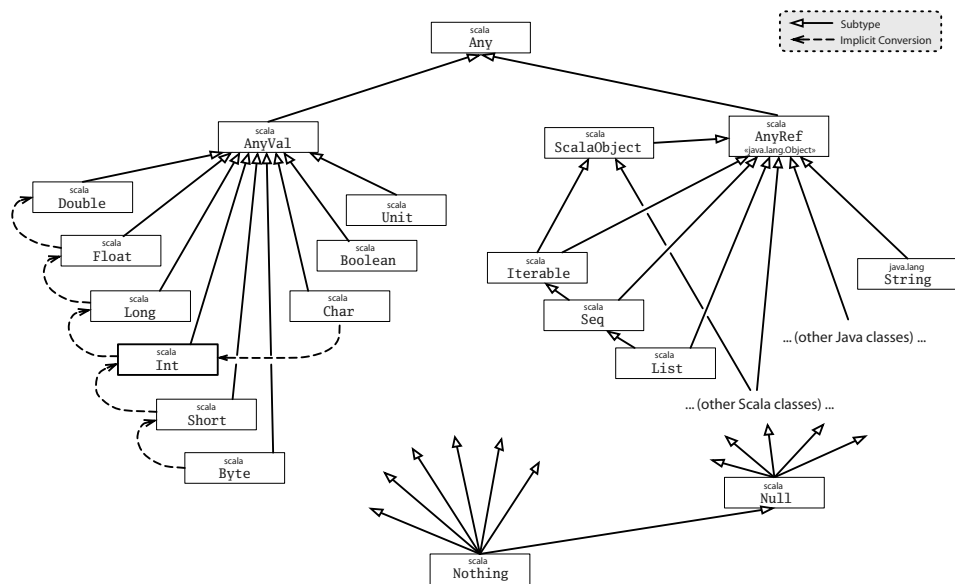 scala
Any
Subtype
Implicit Conversion
scala
AnyVal
scala
ScalaObject
scala
AnyRef
«java.lang.Object»
scala
Double
scala
Unit
scala
Float
scala
Boolean
scala
Iterable
java.lang
String
scala
Long
scala
Char
scala
Seq
... (other Java classes) ...
scala
Int
scala
List
scala
Short
... (other Scala classes) ...
scala
Byte
scala
Null
scala
Nothing